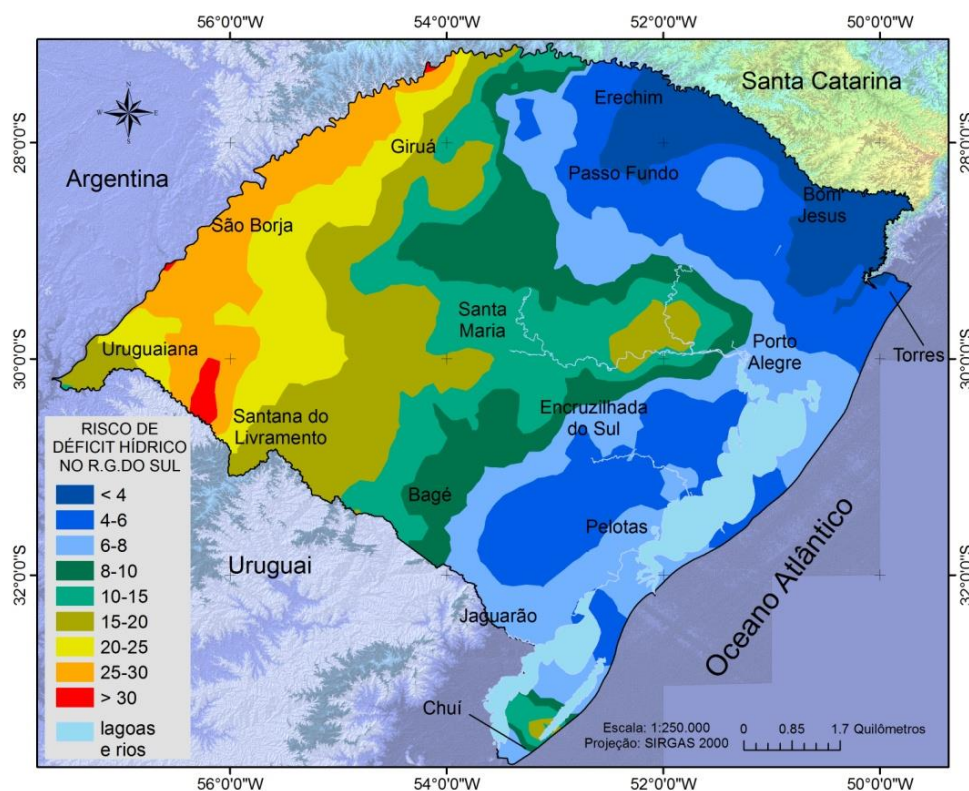 56°0'0"W
54°0'0"W
52°0'0"W
50°0'0"W
Santa Catarina
Erechim
28°0'0"S
28°0'0"S
Giruá
Argentina
Passo Fundo
Bom
Jesus
São Borja
Santa
Maria
Porto
Alegre
Torres
Uruguaiana
30°0'0"S
30°0'0"S
Santana do
Livramento
Encruzilhada
do Sul
RISCO DE
DÉFICIT HÍDRICO
NO R.G.DO SUL
< 4
4-6
6-8
8-10
10-15
15-20
20-25
25-30
> 30
lagoas
e rios
Bagé
Pelotas
Uruguai
32°0'0"S
32°0'0"S
Jaguarão
Oceano Atlântico
Chuí
Escala: 1:250.000
Projeção: SIRGAS 2000
0 0.85 1.7 Quilômetros
56°0'0"W
54°0'0"W
52°0'0"W
50°0'0"W
N
S
W
E